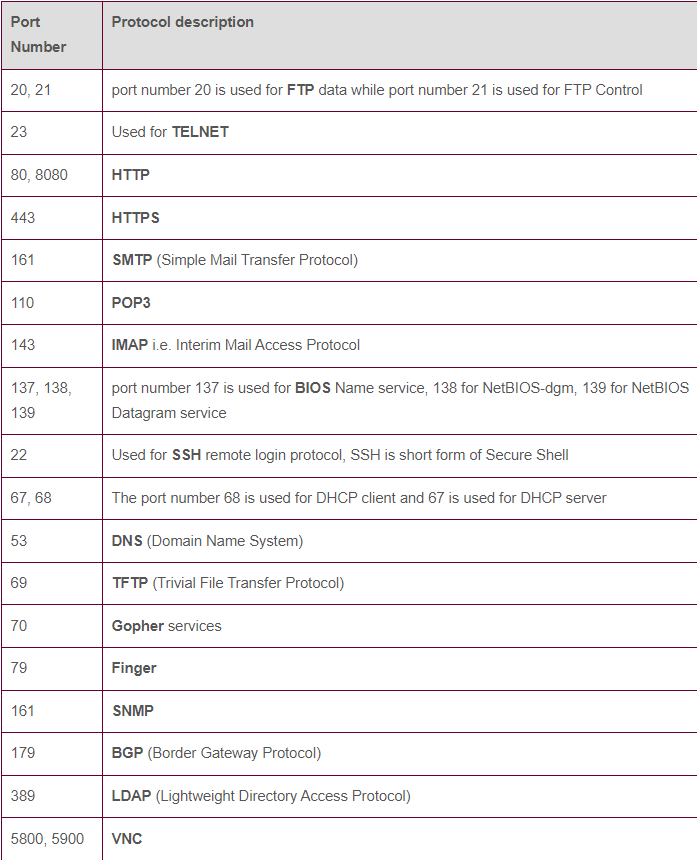 Port Protocol description
Number
20, 21 port number 20 is used for FTP data while port number 21 is used for FTP Control
23 Used for TELNET
80, 8080 HTTP
443 HTTPS
161 SMTP (Simple Mail Transfer Protocol)
110 POP3
143 IMAP i.e. Interim Mail Access Protocol
137, 138, port number 137 is used for BIOS Name service, 138 for NetBIOS-dgm, 139 for NetBIOS
139 Datagram service
22 Used for SSH remote login protocol, SSH is short form of Secure Shell
67, 68 The port number 68 is used for DHCP client and 67 is used for DHCP server
53 DNS (Domain Name System)
69 TFTP (Trivial File Transfer Protocol)
70 Gopher services
79 Finger
161 SNMP
179 BGP (Border Gateway Protocol)
389 LDAP (Lightweight Directory Access Protocol)
5800, 5900 VNC